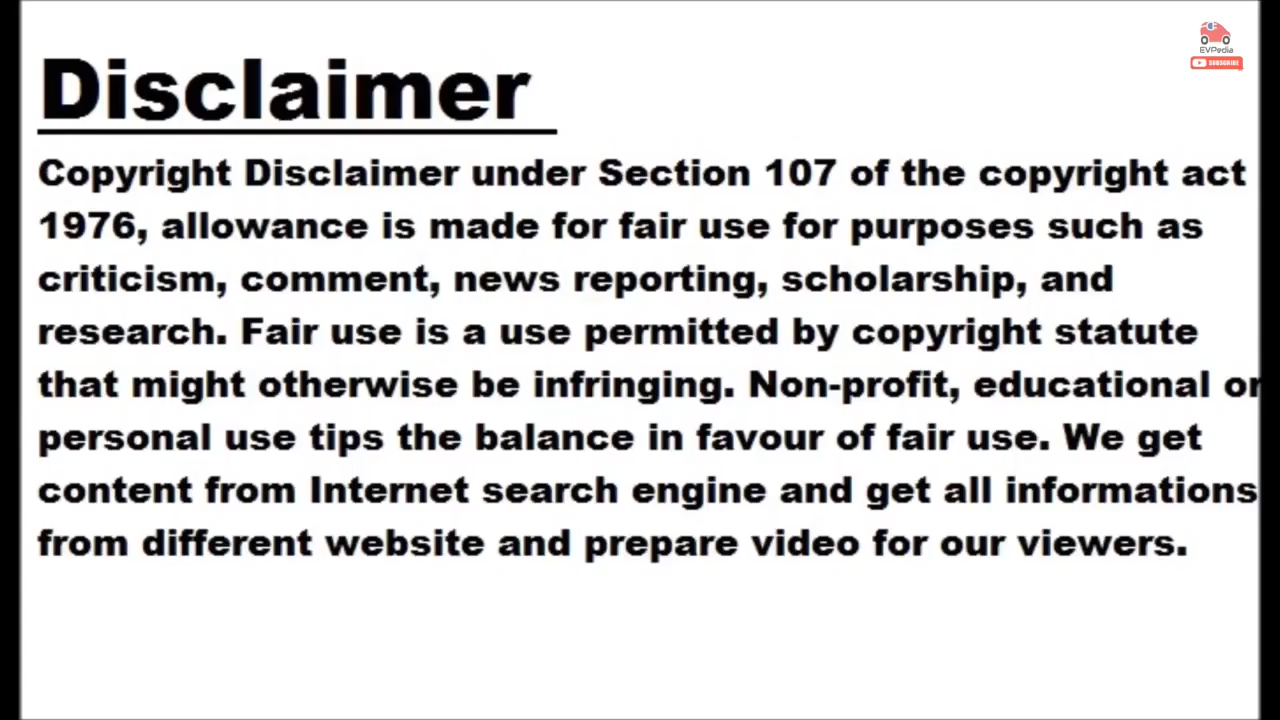 EVPedia
SUBSCRIBE
Disclaimer
Copyright Disclaimer under Section 107 of the copyright act
1976, allowance is made for fair use for purposes such as
criticism, comment, news reporting, scholarship, and
research. Fair use is a use permitted by copyright statute
that might otherwise be infringing. Non-profit, educational or
personal use tips the balance in favour of fair use. We get
content from Internet search engine and get all informations
from different website and prepare video for our viewers.